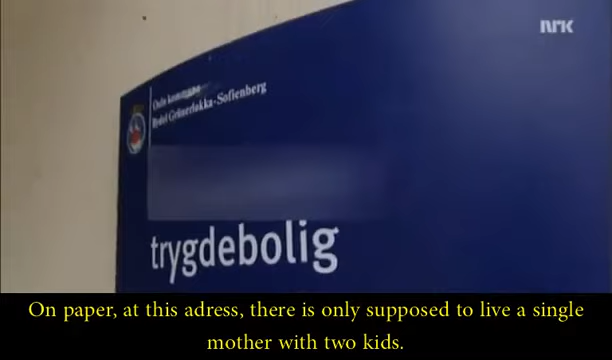 NRK
Oslo kommune
Bydel Grünerløkka-Sofienberg
trygdebolig
On paper, at this adress, there is only supposed to live a single
mother with two kids.